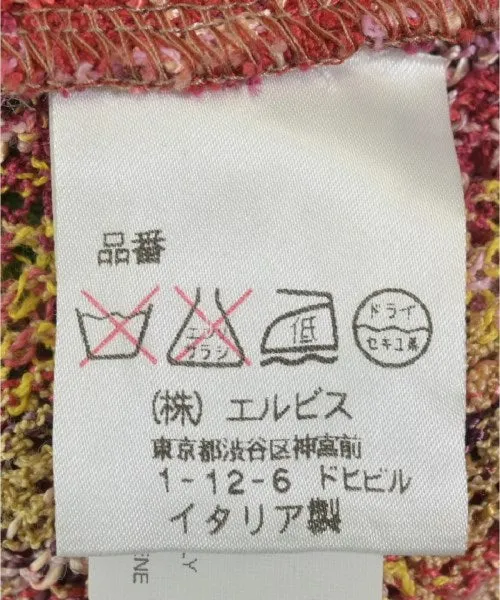 品番
エンソ
サラシ
低
ドライ
セキユ系
(株) エルビス
東京都渋谷区神宮前
1-12-6 ドヒビル
イタリア製
LY
ENE